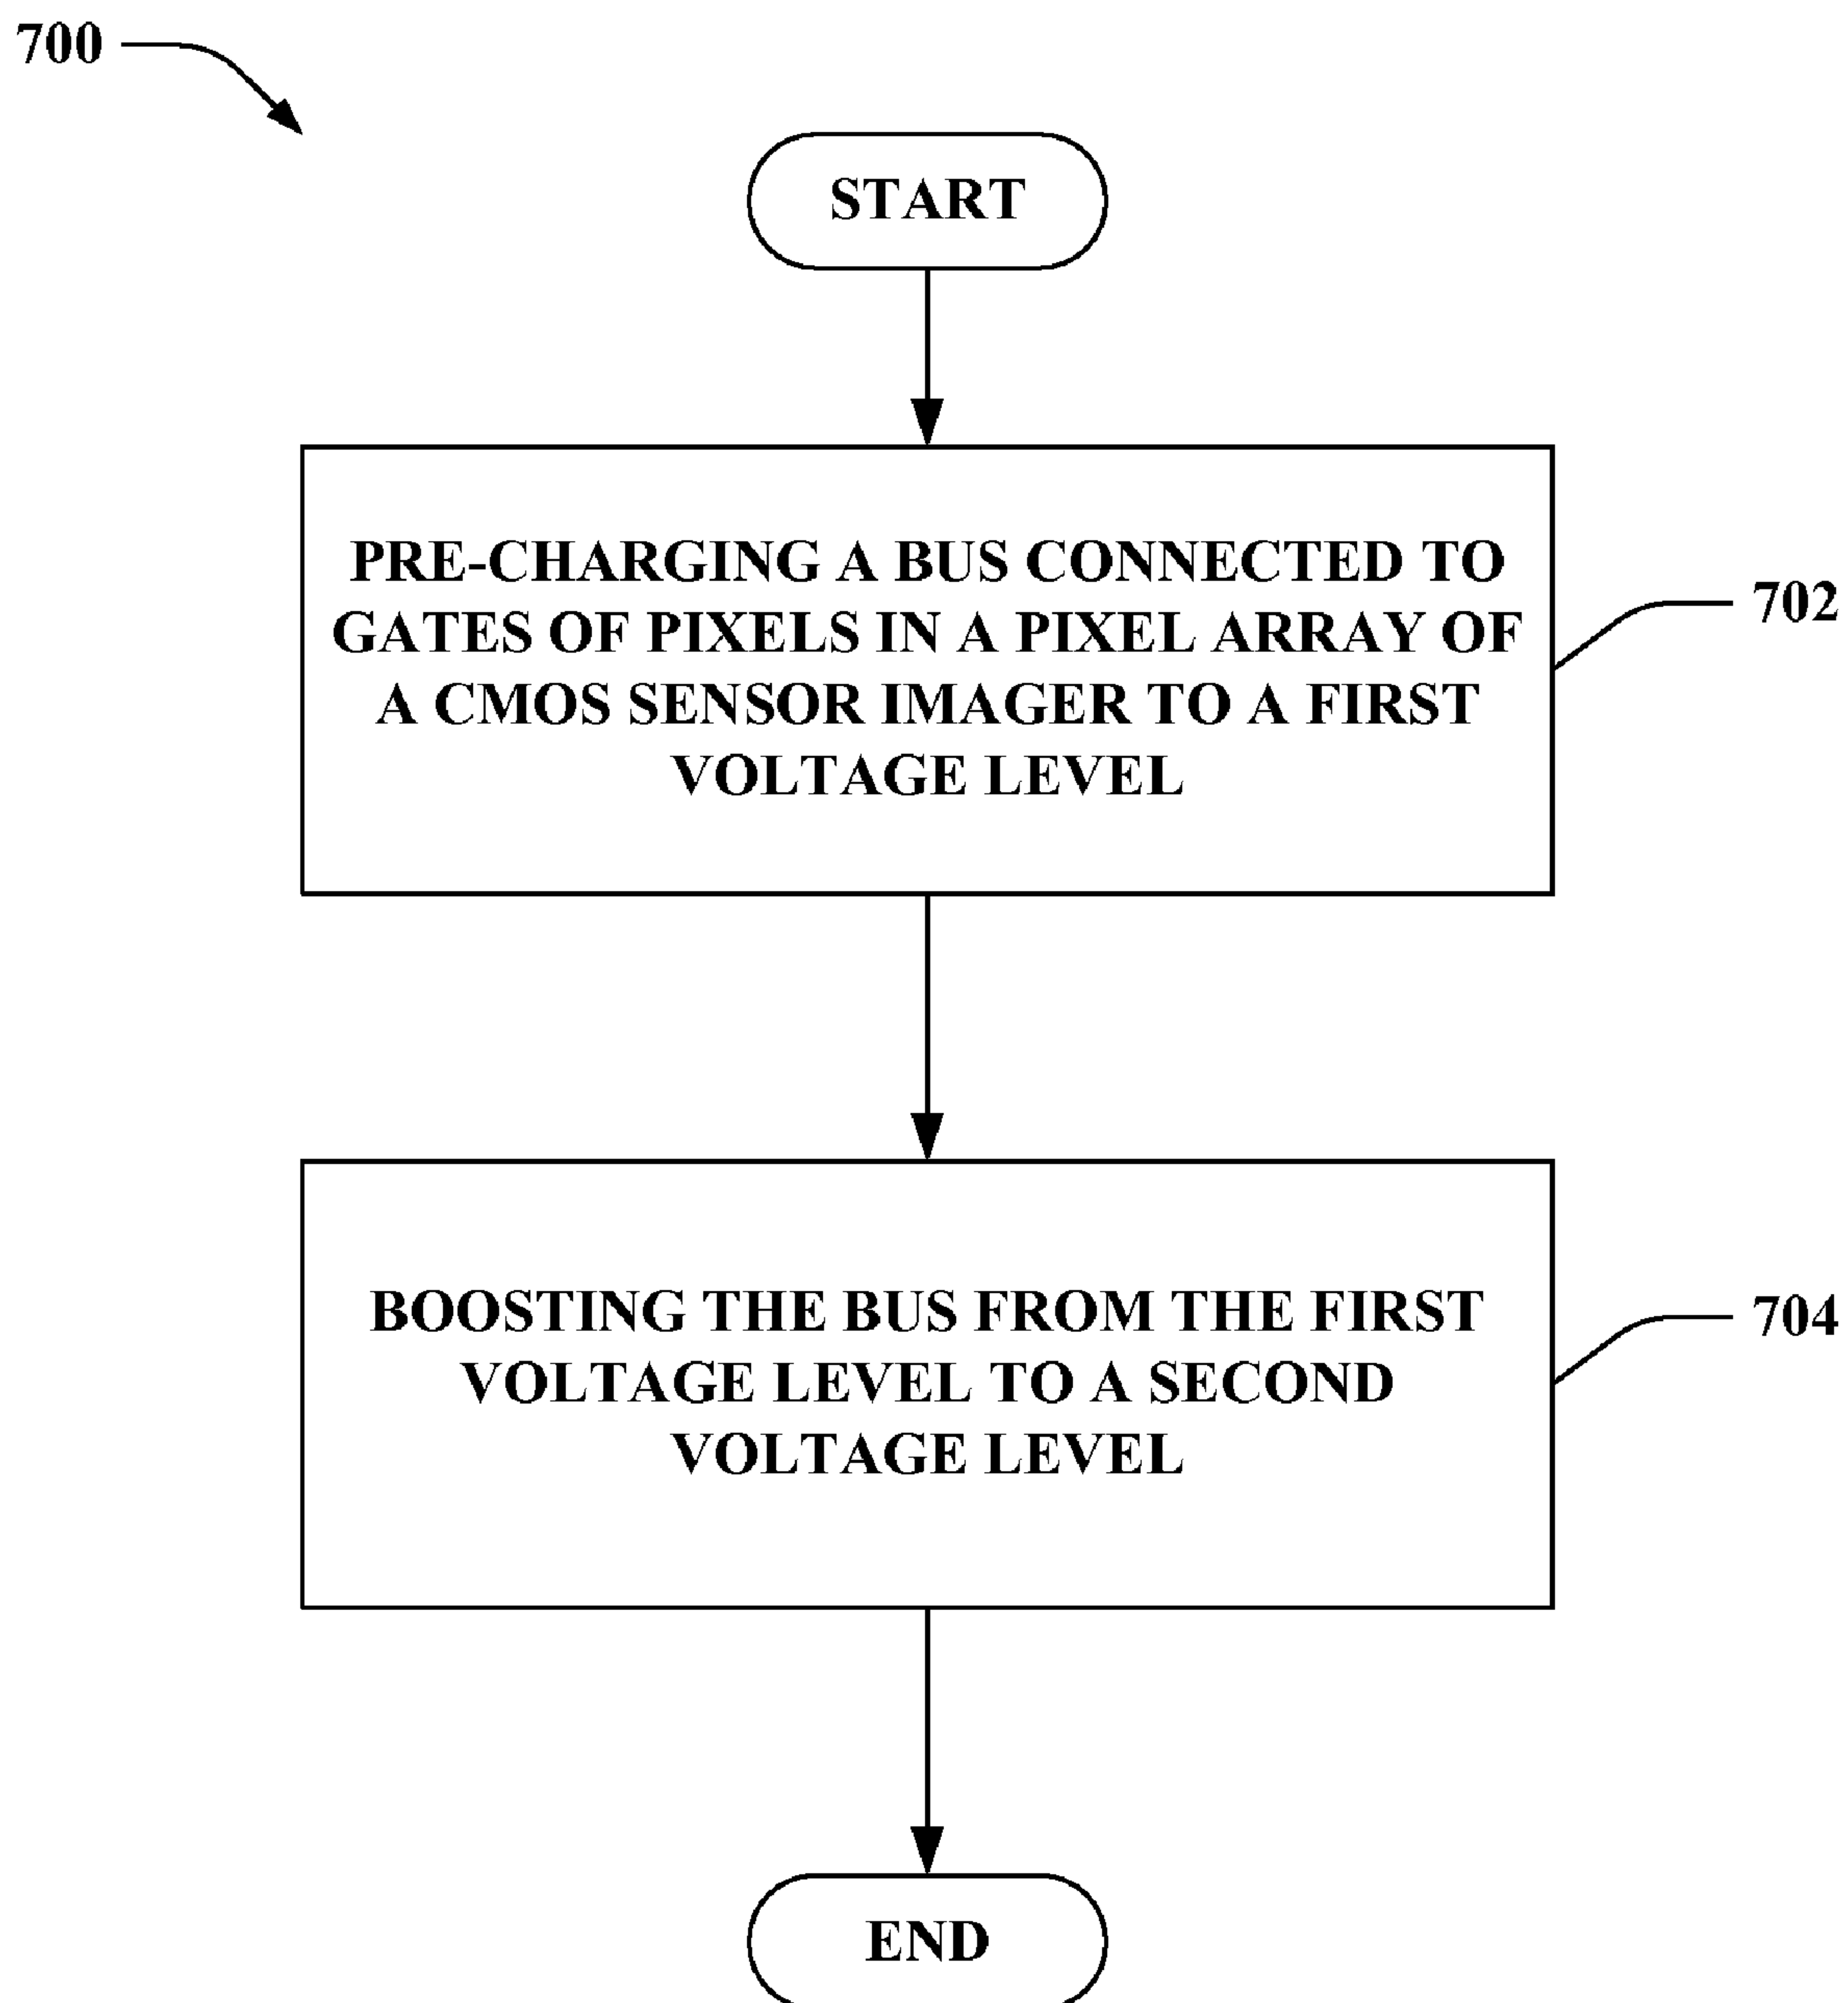 700
START
PRE-CHARGING A BUS CONNECTED TO
GATES OF PIXELS IN A PIXEL ARRAY OF
A CMOS SENSOR IMAGER TO A FIRST
VOLTAGE LEVEL
702
BOOSTING THE BUS FROM THE FIRST
VOLTAGE LEVEL TO A SECOND
VOLTAGE LEVEL
704
END